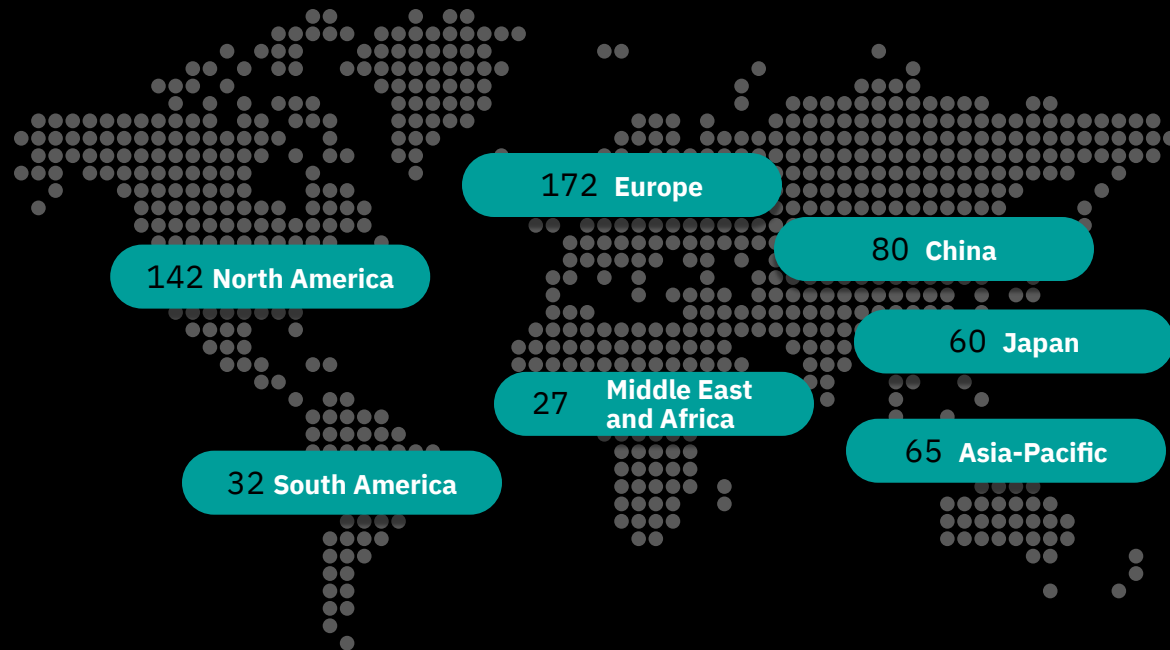 172 Europe
80 China
142 North America
60 Japan
27 Middle East
and Africa
65 Asia-Pacific
32 South America